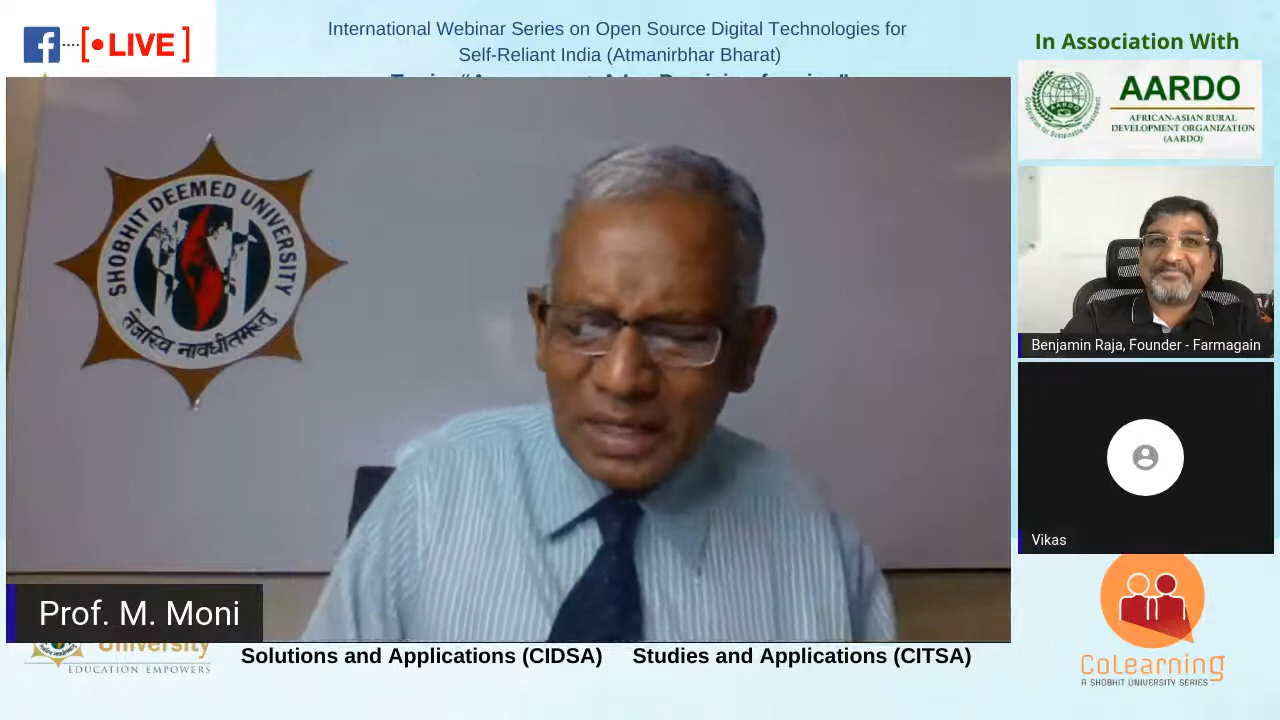 LIVE
International Webinar Series on Open Source Digital Technologies for
Self-Reliant India (Atmanirbhar Bharat)
In Association With
AARDO
AFRICAN-ASIAN RURAL
DEVELOPMENT ORGANIZATION
(AARDO)
SHOBHIT DEEMED UNIVERSITY
तेजस्वि नावधीतमस्तु
Benjamin Raja, Founder - Farmagain
Vikas
Prof. M. Moni
University
EDUCATION EMPOWERS
Solutions and Applications (CIDSA) Studies and Applications (CITSA)
CoLearning
A SHOBHIT UNIVERSITY SERIES